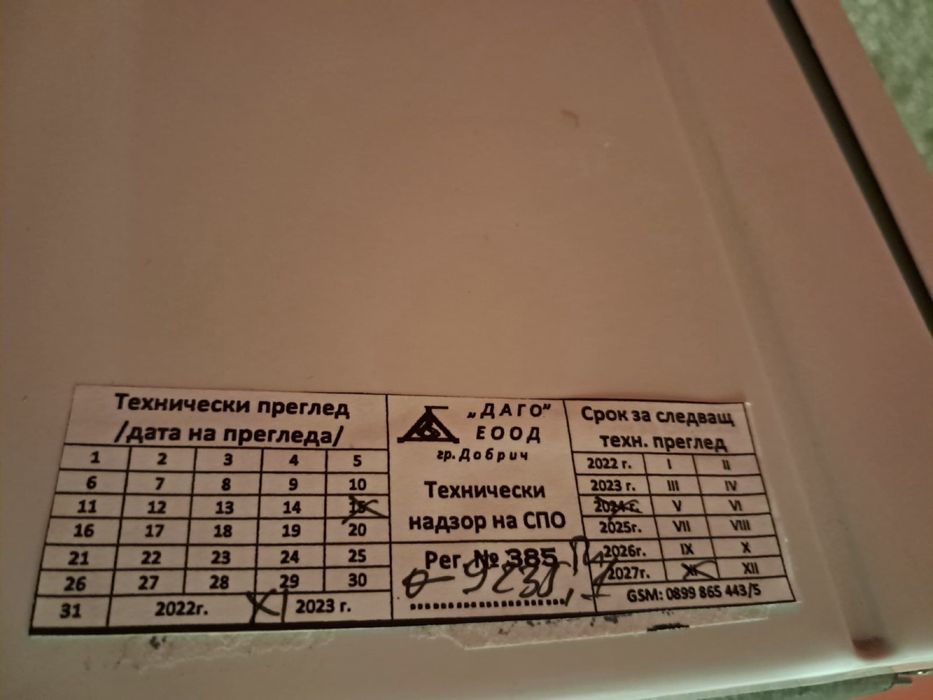 Технически преглед
/дата на прегледа/
1 2 3 4 5
6 7 8 9 10
11 12 13 14 15
16 17 18 19 20
21 22 23 24 25
26 27 28 29 30
31 2022г. X 2023 г.
„ДАГО"
ЕООД
гр.Добрич
Технически
надзор на СПО
Рег. № 385
Срок за следващ
техн. преглед
2022 г. I II
2023 г. III IV
2024 г. V VI
2025г. VII VIII
2026г. IX X
2027г. XI XII
GSM: 0899 865 443/5